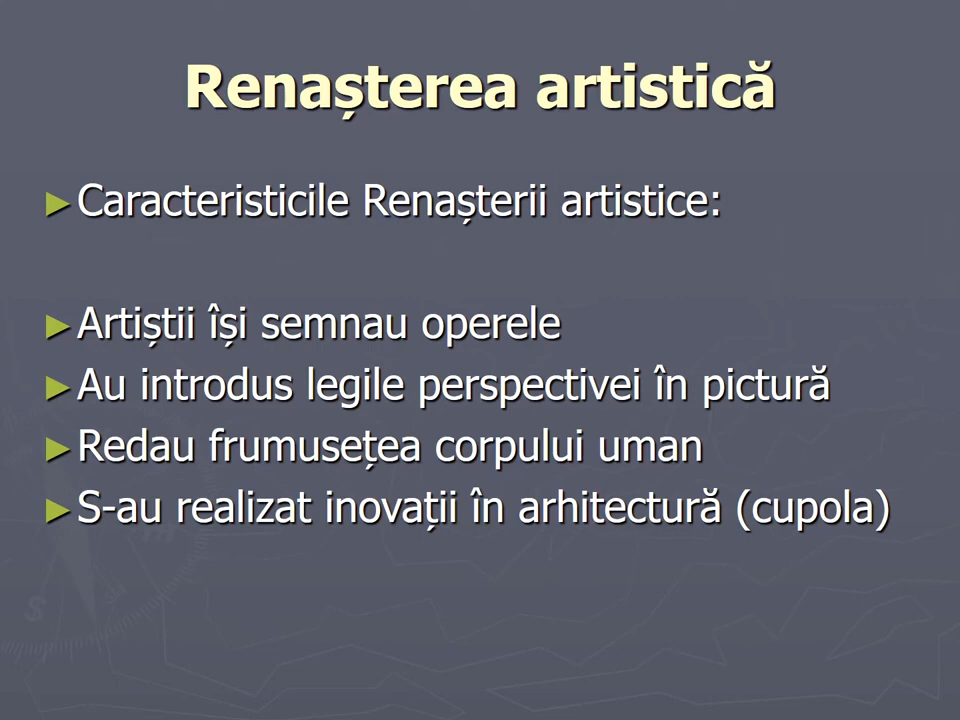 Renașterea artistică
► Caracteristicile Renașterii artistice:
► Artiștii își semnau operele
► Au introdus legile perspectivei în pictură
► Redau frumusețea corpului uman
► S-au realizat inovații în arhitectură (cupola)
S